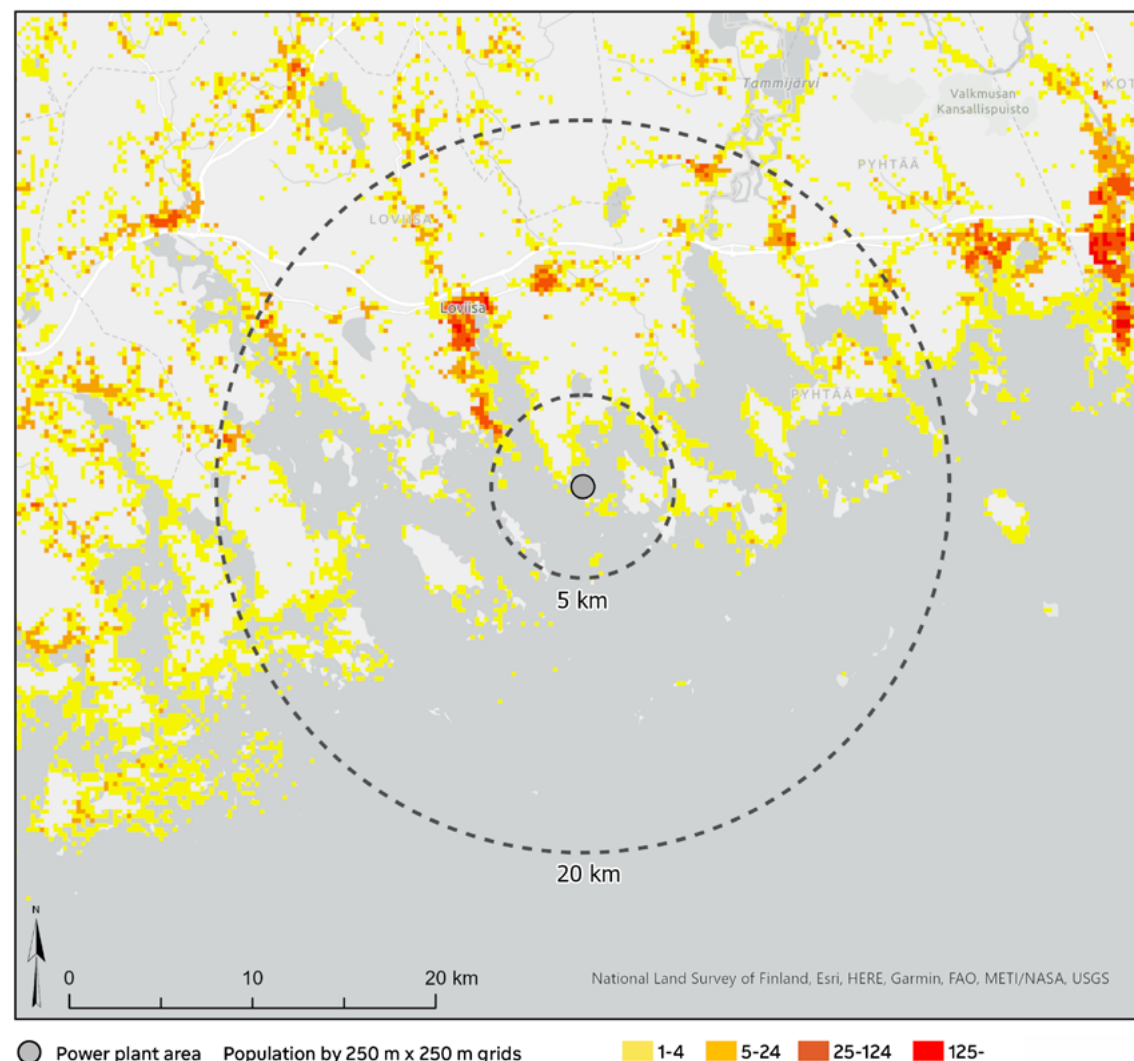 Tammijärvi
KOT
Valkmusan
Kansallispuisto
PYHTÄÄ
LOVIISA
Loviisa
PYHTÄÄ
5 km
20 km
N
0 10 20 km
National Land Survey of Finland, Esri, HERE, Garmin, FAO, METI/NASA, USGS
Power plant area Population by 250 m x 250 m grids 1-4 5-24 25-124 125-